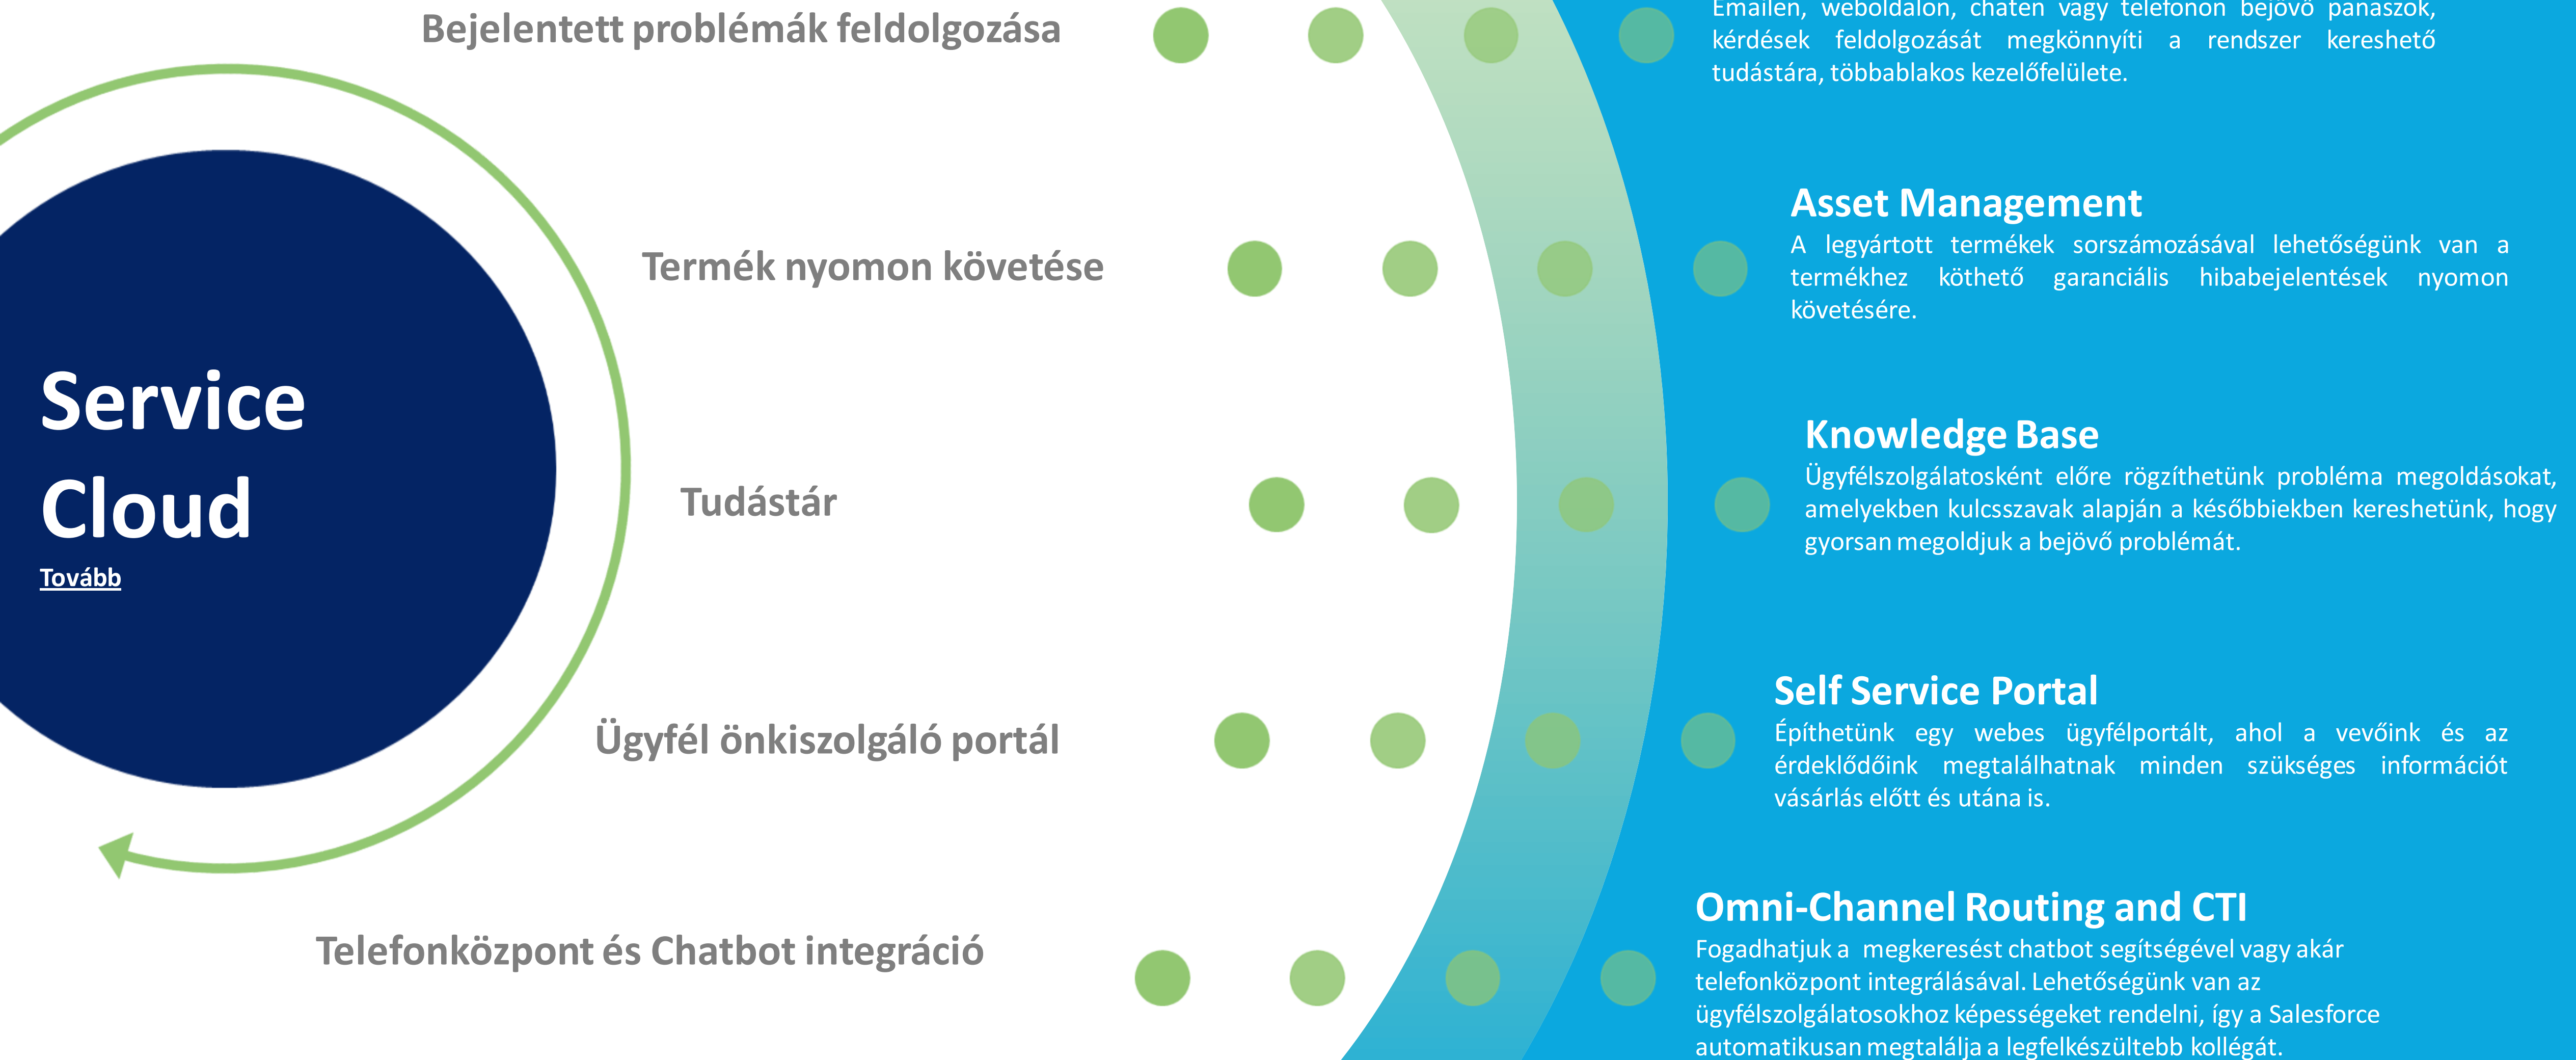 Service
Cloud
Tovább
Bejelentett problémák feldolgozása
Emailen, weboldalon, chaten vagy telefonon bejövő panaszok,
kérdések feldolgozását megkönnyíti a rendszer kereshető
tudástára, többablakos kezelőfelülete.
Termék nyomon követése
Asset Management
A legyártott termékek sorszámozásával lehetőségünk van a
termékhez köthető garanciális hibabejelentések nyomon
követésére.
Tudástár
Knowledge Base
Ügyfélszolgálatosként előre rögzíthetünk probléma megoldásokat,
amelyekben kulcsszavak alapján a későbbiekben kereshetünk, hogy
gyorsan megoldjuk a bejövő problémát.
Ügyfél önkiszolgáló portál
Self Service Portal
Építhetünk egy webes ügyfélportált, ahol a vevőink és az
érdeklődőink megtalálhatnak minden szükséges információt
vásárlás előtt és utána is.
Telefonközpont és Chatbot integráció
Omni-Channel Routing and CTI
Fogadhatjuk a megkeresést chatbot segítségével vagy akár
telefonközpont integrálásával. Lehetőségünk van az
ügyfélszolgálatosokhoz képességeket rendelni, így a Salesforce
automatikusan megtalálja a legfelkészültebb kollégát.